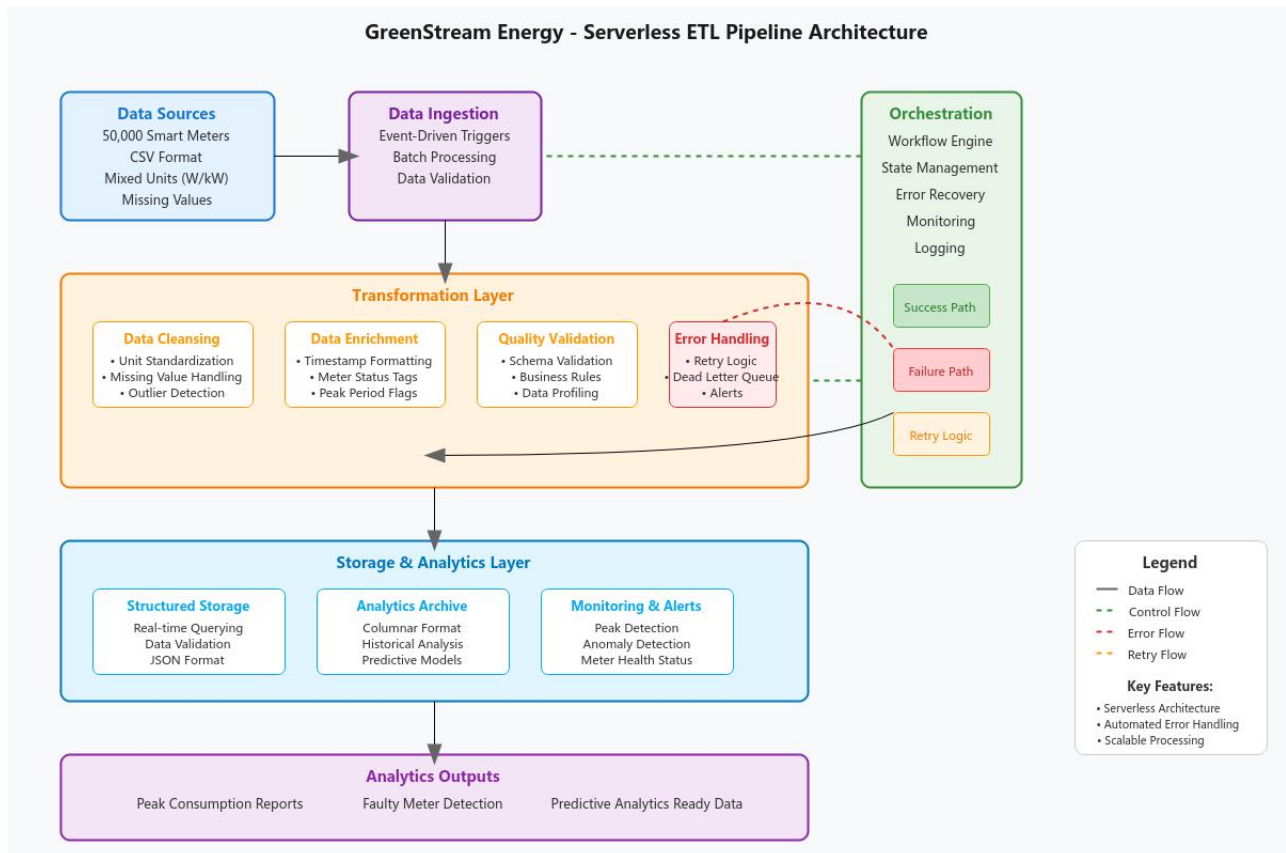 GreenStream Energy - Serverless ETL Pipeline Architecture
Data Sources
50,000 Smart Meters
CSV Format
Mixed Units (W/kW)
Missing Values
Data Ingestion
Event-Driven Triggers
Batch Processing
Data Validation
Orchestration
Workflow Engine
State Management
Error Recovery
Monitoring
Logging
Success Path
Failure Path
Retry Logic
Transformation Layer
Data Cleansing
• Unit Standardization
• Missing Value Handling
• Outlier Detection
Data Enrichment
• Timestamp Formatting
• Meter Status Tags
• Peak Period Flags
Quality Validation
• Schema Validation
• Business Rules
• Data Profiling
Error Handling
• Retry Logic
• Dead Letter Queue
• Alerts
Storage & Analytics Layer
Structured Storage
Real-time Querying
Data Validation
JSON Format
Analytics Archive
Columnar Format
Historical Analysis
Predictive Models
Monitoring & Alerts
Peak Detection
Anomaly Detection
Meter Health Status
Legend
Data Flow
Control Flow
Error Flow
Retry Flow
Key Features:
• Serverless Architecture
• Automated Error Handling
• Scalable Processing
Analytics Outputs
Peak Consumption Reports
Faulty Meter Detection
Predictive Analytics Ready Data